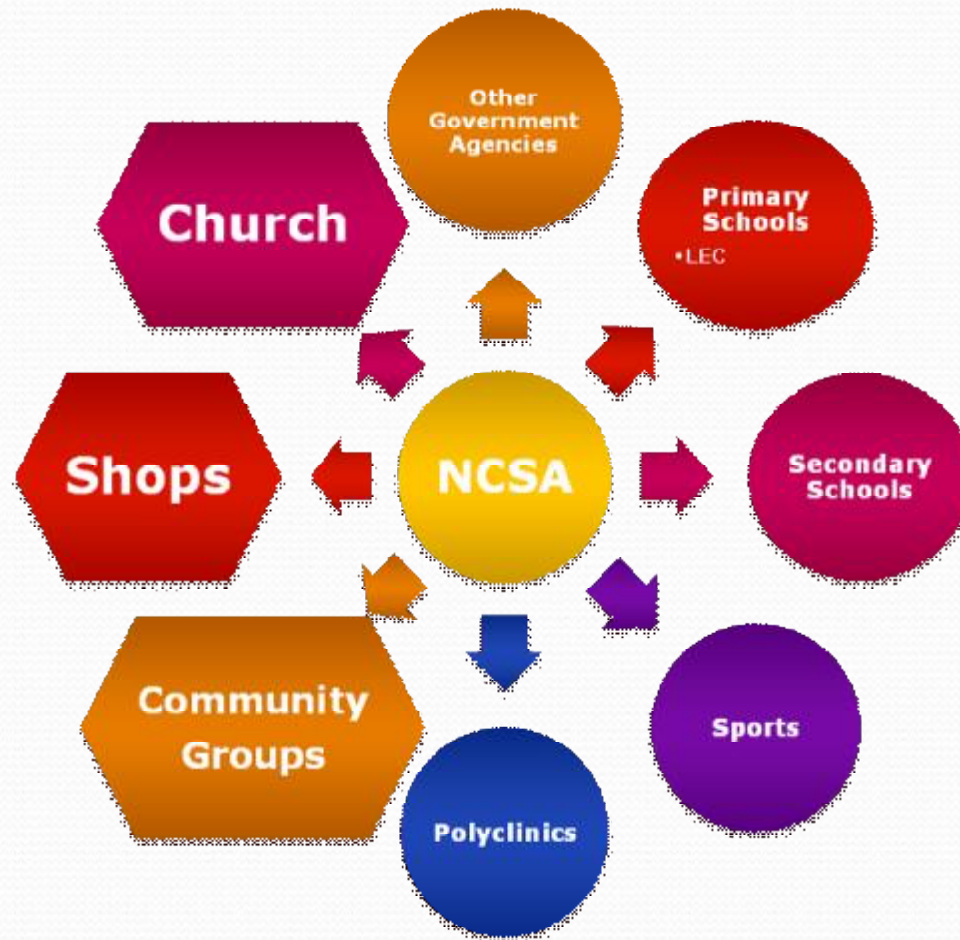 Other
Government
Agencies
Church
Primary
Schools
•LEC
Shops
NCSA
Secondary
Schools
Community
Groups
Sports
Polyclinics